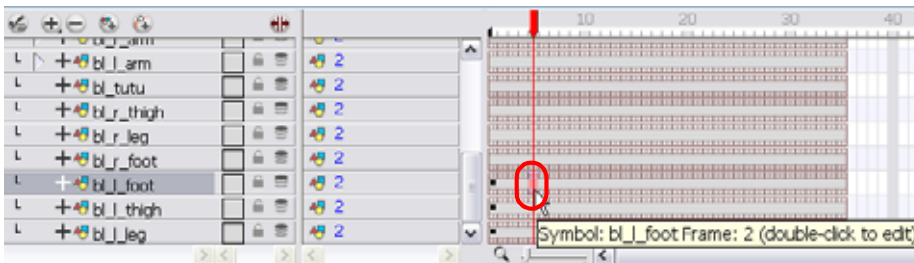 10 20 30 40
bl_r_arm
bl_l_arm 2
bl_tutu 2
bl_r_thigh 2
bl_r_leg 2
bl_r_foot 2
bl_l_foot 2
bl_l_thigh 2
bl_l_leg 2
Symbol: bl_l_foot Frame: 2 (double-click to edit)